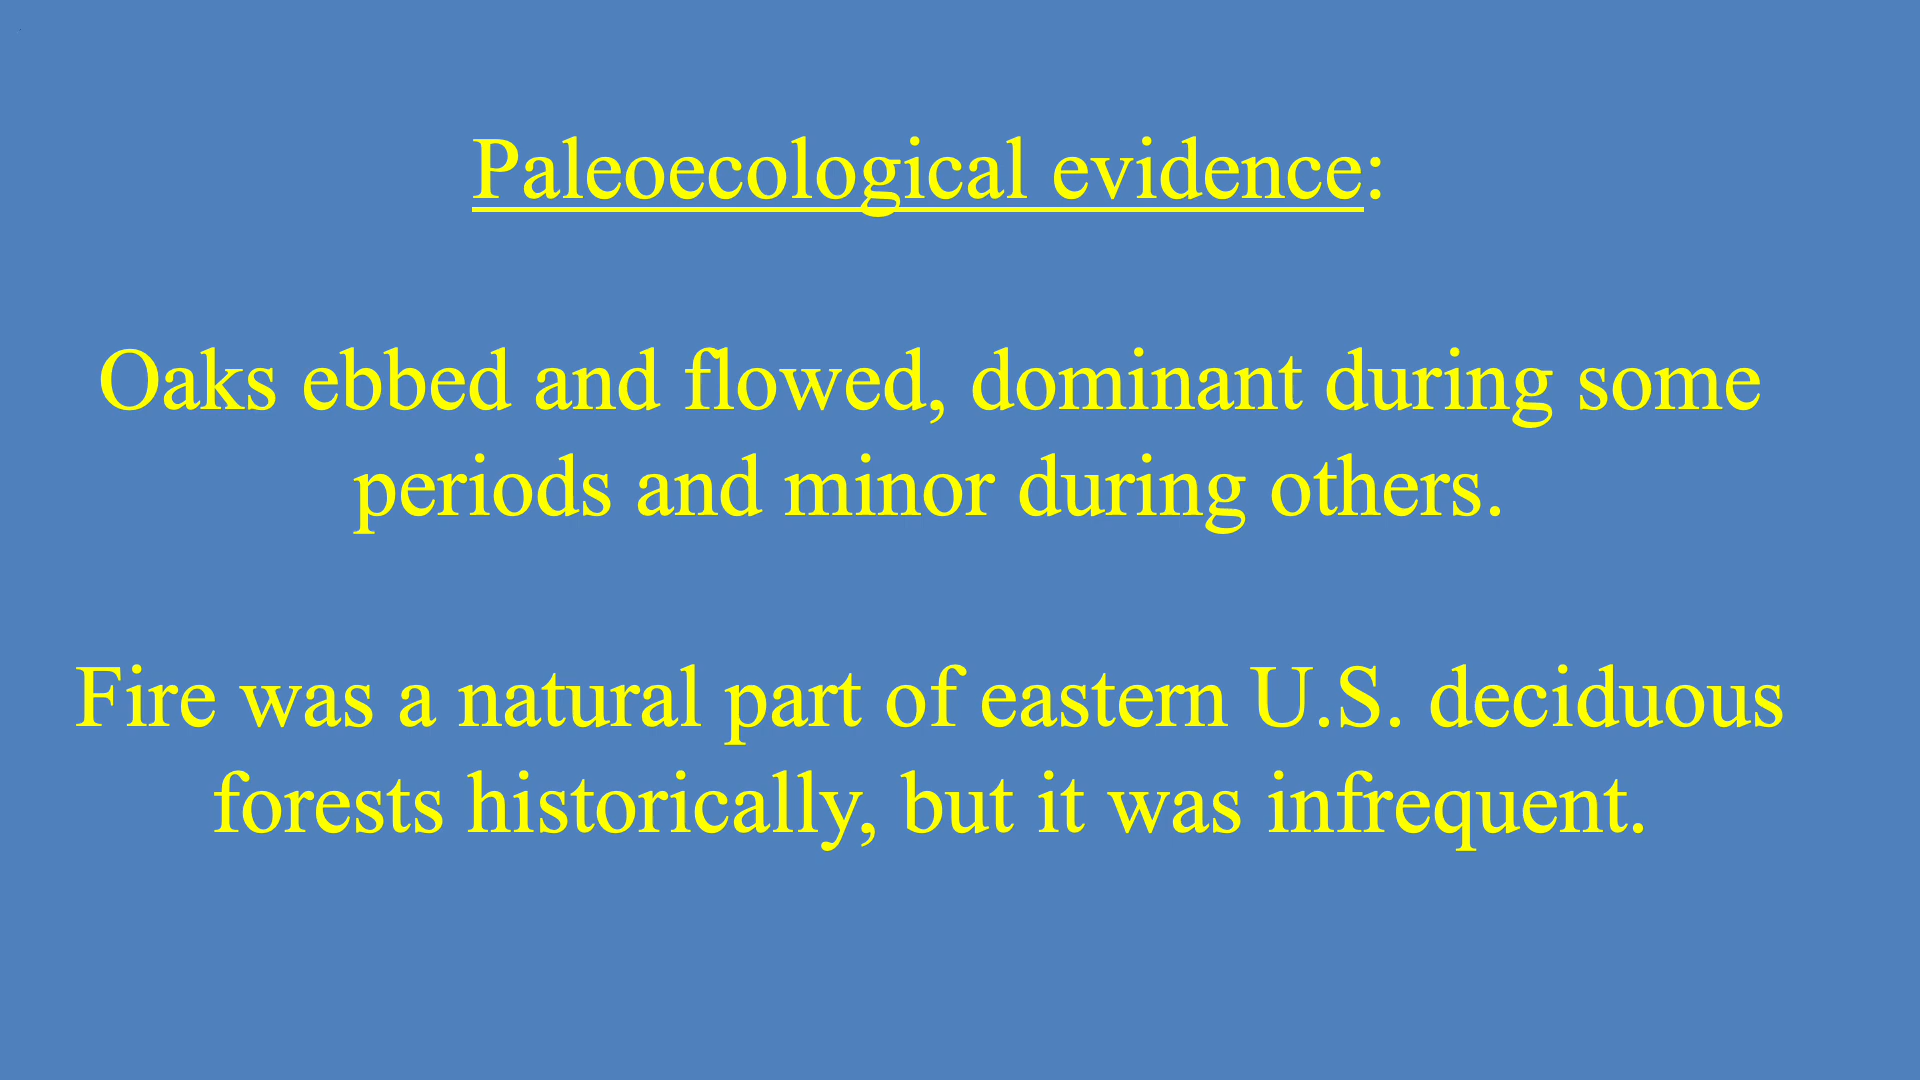 Paleoecological evidence:
Oaks ebbed and flowed, dominant during some
periods and minor during others.
Fire was a natural part of eastern U.S. deciduous
forests historically, but it was infrequent.